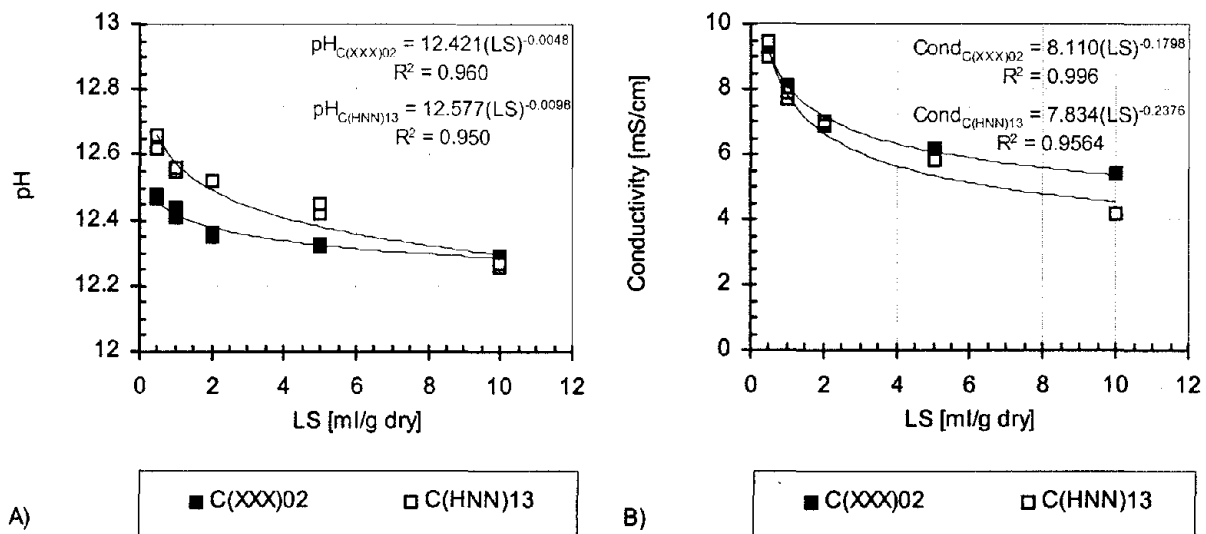 13
12.8
12.6
12.4
12.2
12
pH
0 2 4 6 8 10 12
LS [ml/g dry]
pH_C(XXX)02 = 12.421(LS)^-0.0048
R² = 0.960
pH_C(HNN)13 = 12.577(LS)^-0.0098
R² = 0.950
■ C(XXX)02 □ C(HNN)13
A)
10
8
6
4
2
0
Conductivity [mS/cm]
0 2 4 6 8 10 12
LS [ml/g dry]
Cond_C(XXX)02 = 8.110(LS)^-0.1798
R² = 0.996
Cond_C(HNN)13 = 7.834(LS)^-0.2376
R² = 0.9564
■ C(XXX)02 □ C(HNN)13
B)